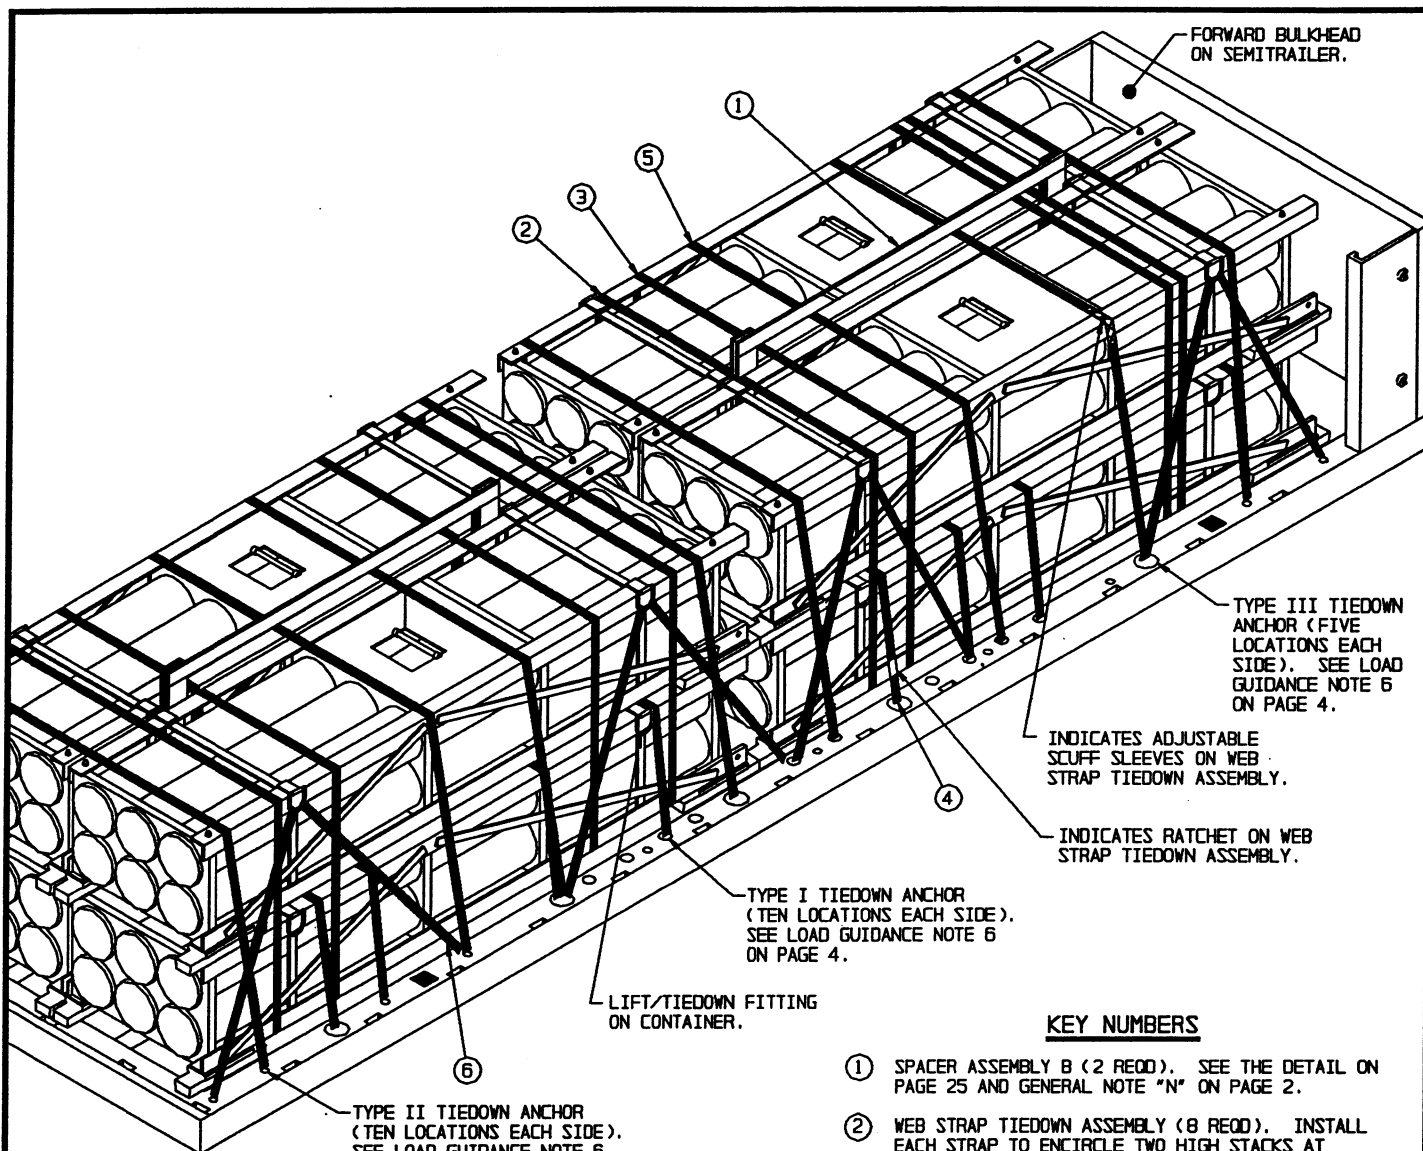 FORWARD BULKHEAD
ON SEMITRAILER.
1
5
3
2
TYPE III TIEDOWN
ANCHOR (FIVE
LOCATIONS EACH
SIDE). SEE LOAD
GUIDANCE NOTE 6
ON PAGE 4.
INDICATES ADJUSTABLE
SCUFF SLEEVES ON WEB
STRAP TIEDOWN ASSEMBLY.
4
INDICATES RATCHET ON WEB
STRAP TIEDOWN ASSEMBLY.
TYPE I TIEDOWN ANCHOR
(TEN LOCATIONS EACH SIDE).
SEE LOAD GUIDANCE NOTE 6
ON PAGE 4.
LIFT/TIEDOWN FITTING
ON CONTAINER.
6
TYPE II TIEDOWN ANCHOR
(TEN LOCATIONS EACH SIDE).
SEE LOAD GUIDANCE NOTE 6
KEY NUMBERS
1 SPACER ASSEMBLY B (2 REQD). SEE THE DETAIL ON
PAGE 25 AND GENERAL NOTE "N" ON PAGE 2.
2 WEB STRAP TIEDOWN ASSEMBLY (8 REQD). INSTALL
EACH STRAP TO ENCIRCLE TWO HIGH STACKS AT